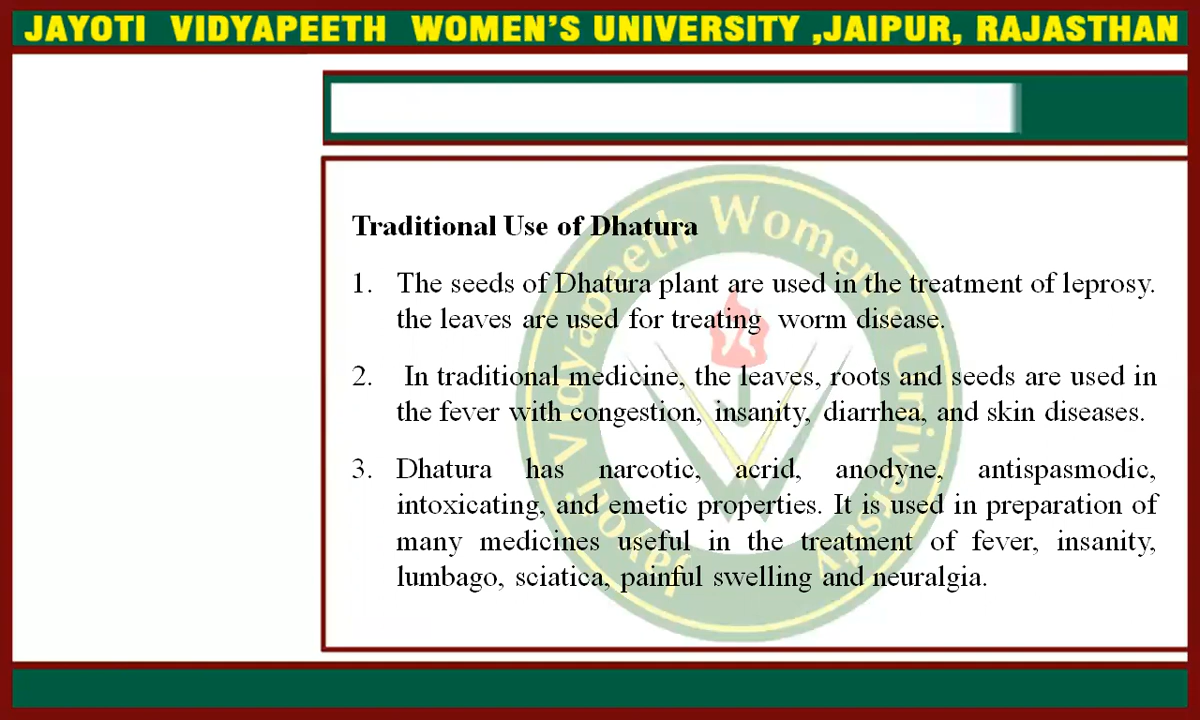 JAYOTI VIDYAPEETH WOMEN'S UNIVERSITY ,JAIPUR, RAJASTHAN
Traditional Use of Dhatura
1. The seeds of Dhatura plant are used in the treatment of leprosy.
the leaves are used for treating worm disease.
2. In traditional medicine, the leaves, roots and seeds are used in
the fever with congestion, insanity, diarrhea, and skin diseases.
3. Dhatura has narcotic, acrid, anodyne, antispasmodic,
intoxicating, and emetic properties. It is used in preparation of
many medicines useful in the treatment of fever, insanity,
lumbago, sciatica, painful swelling and neuralgia.
Jayoti Vidyapeeth Women's University